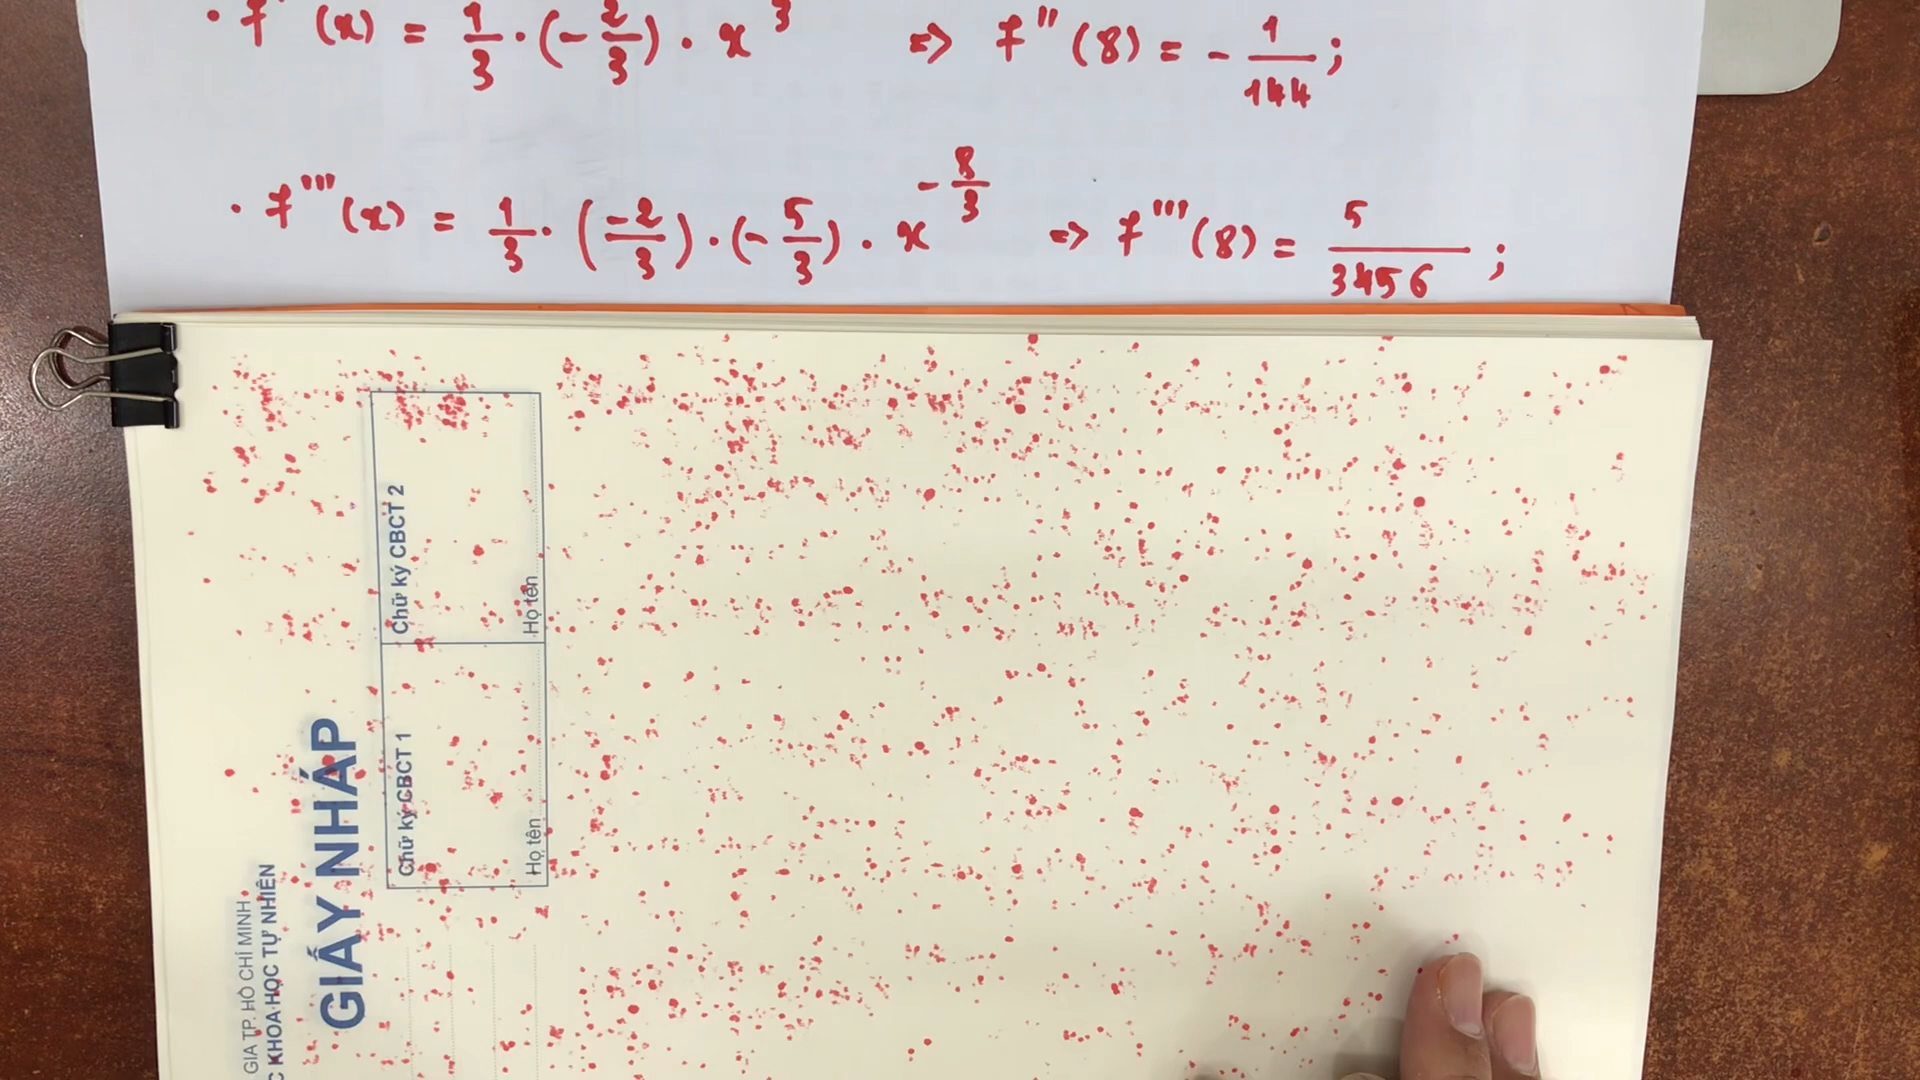 · f''(x) = 1/3 · (-2/3) · x^3 => f''(8) = - 1/144 ;
· f'''(x) = 1/3 · (-2/3) · (-5/3) · x^(-8/3) => f'''(8) = 5/3456 ;
GIA TP. HỒ CHÍ MINH
KHOA HỌC TỰ NHIÊN
GIẤY NHÁP
Chữ ký CBCT 1
Họ tên
Chữ ký CBCT 2
Họ tên